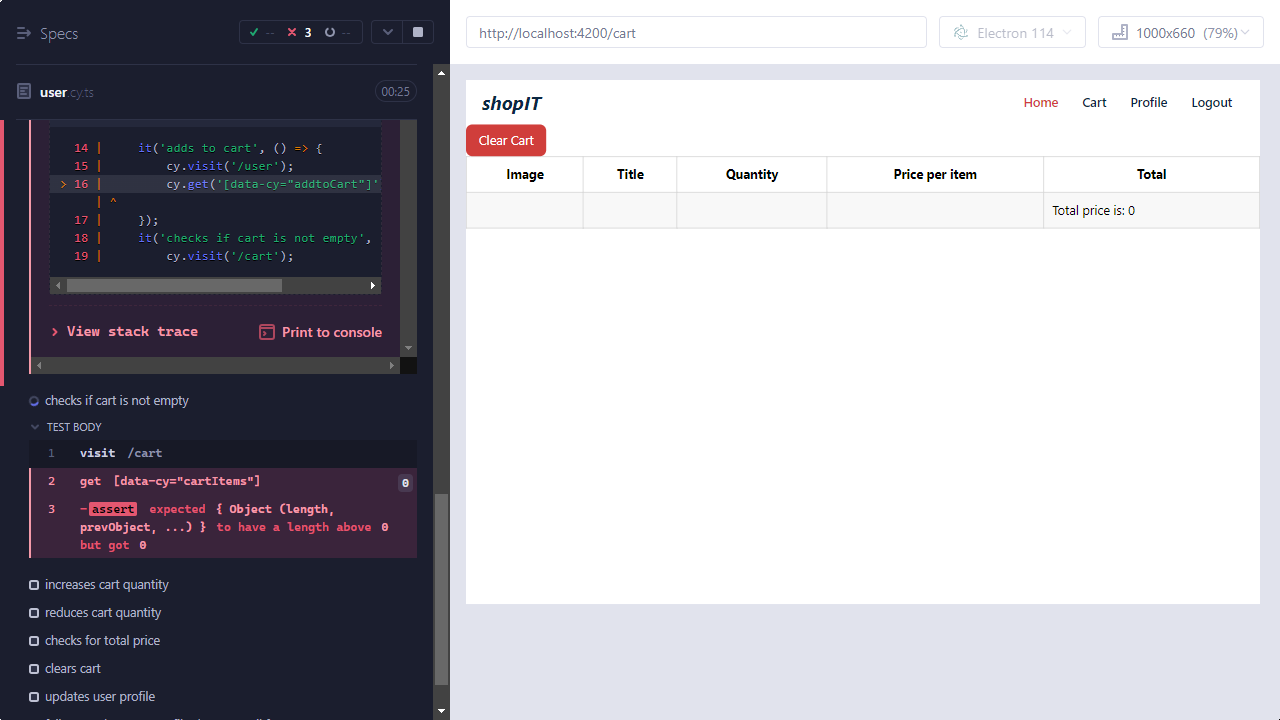 Specs
-- 3 --
user.cy.ts 00:25
14 | it('adds to cart', () => {
15 | cy.visit('/user');
> 16 | cy.get('[data-cy="addtoCart"]'
| ^
17 | });
18 | it('checks if cart is not empty',
19 | cy.visit('/cart');
> View stack trace Print to console
checks if cart is not empty
TEST BODY
1 visit /cart
2 get [data-cy="cartItems"] 0
3 -assert expected { Object (length,
prevObject, ...) } to have a length above 0
but got 0
increases cart quantity
reduces cart quantity
checks for total price
clears cart
updates user profile
http://localhost:4200/cart
Electron 114
1000x660 (79%)
shopIT
Home Cart Profile Logout
Clear Cart
Image Title Quantity Price per item Total
Total price is: 0